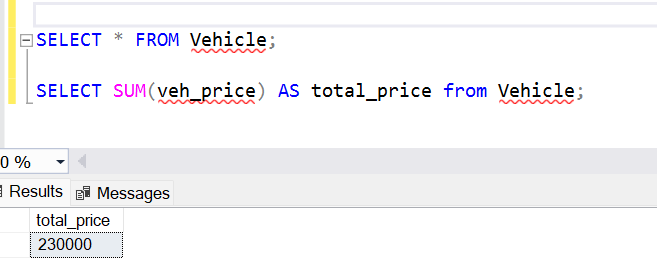 SELECT * FROM Vehicle;
SELECT SUM(veh_price) AS total_price from Vehicle;
0 %
Results Messages
total_price
230000